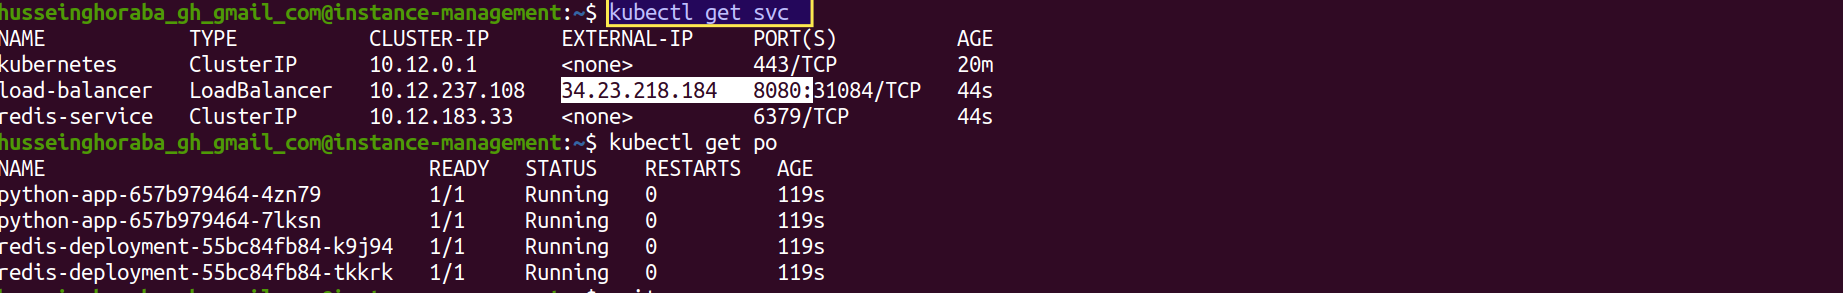 husseinghoraba_gh_gmail_com@instance-management:~$ kubectl get svc
NAME TYPE CLUSTER-IP EXTERNAL-IP PORT(S) AGE
kubernetes ClusterIP 10.12.0.1 <none> 443/TCP 20m
load-balancer LoadBalancer 10.12.237.108 34.23.218.184 8080:31084/TCP 44s
redis-service ClusterIP 10.12.183.33 <none> 6379/TCP 44s
husseinghoraba_gh_gmail_com@instance-management:~$ kubectl get po
NAME READY STATUS RESTARTS AGE
python-app-657b979464-4zn79 1/1 Running 0 119s
python-app-657b979464-7lksn 1/1 Running 0 119s
redis-deployment-55bc84fb84-k9j94 1/1 Running 0 119s
redis-deployment-55bc84fb84-tkkrk 1/1 Running 0 119s